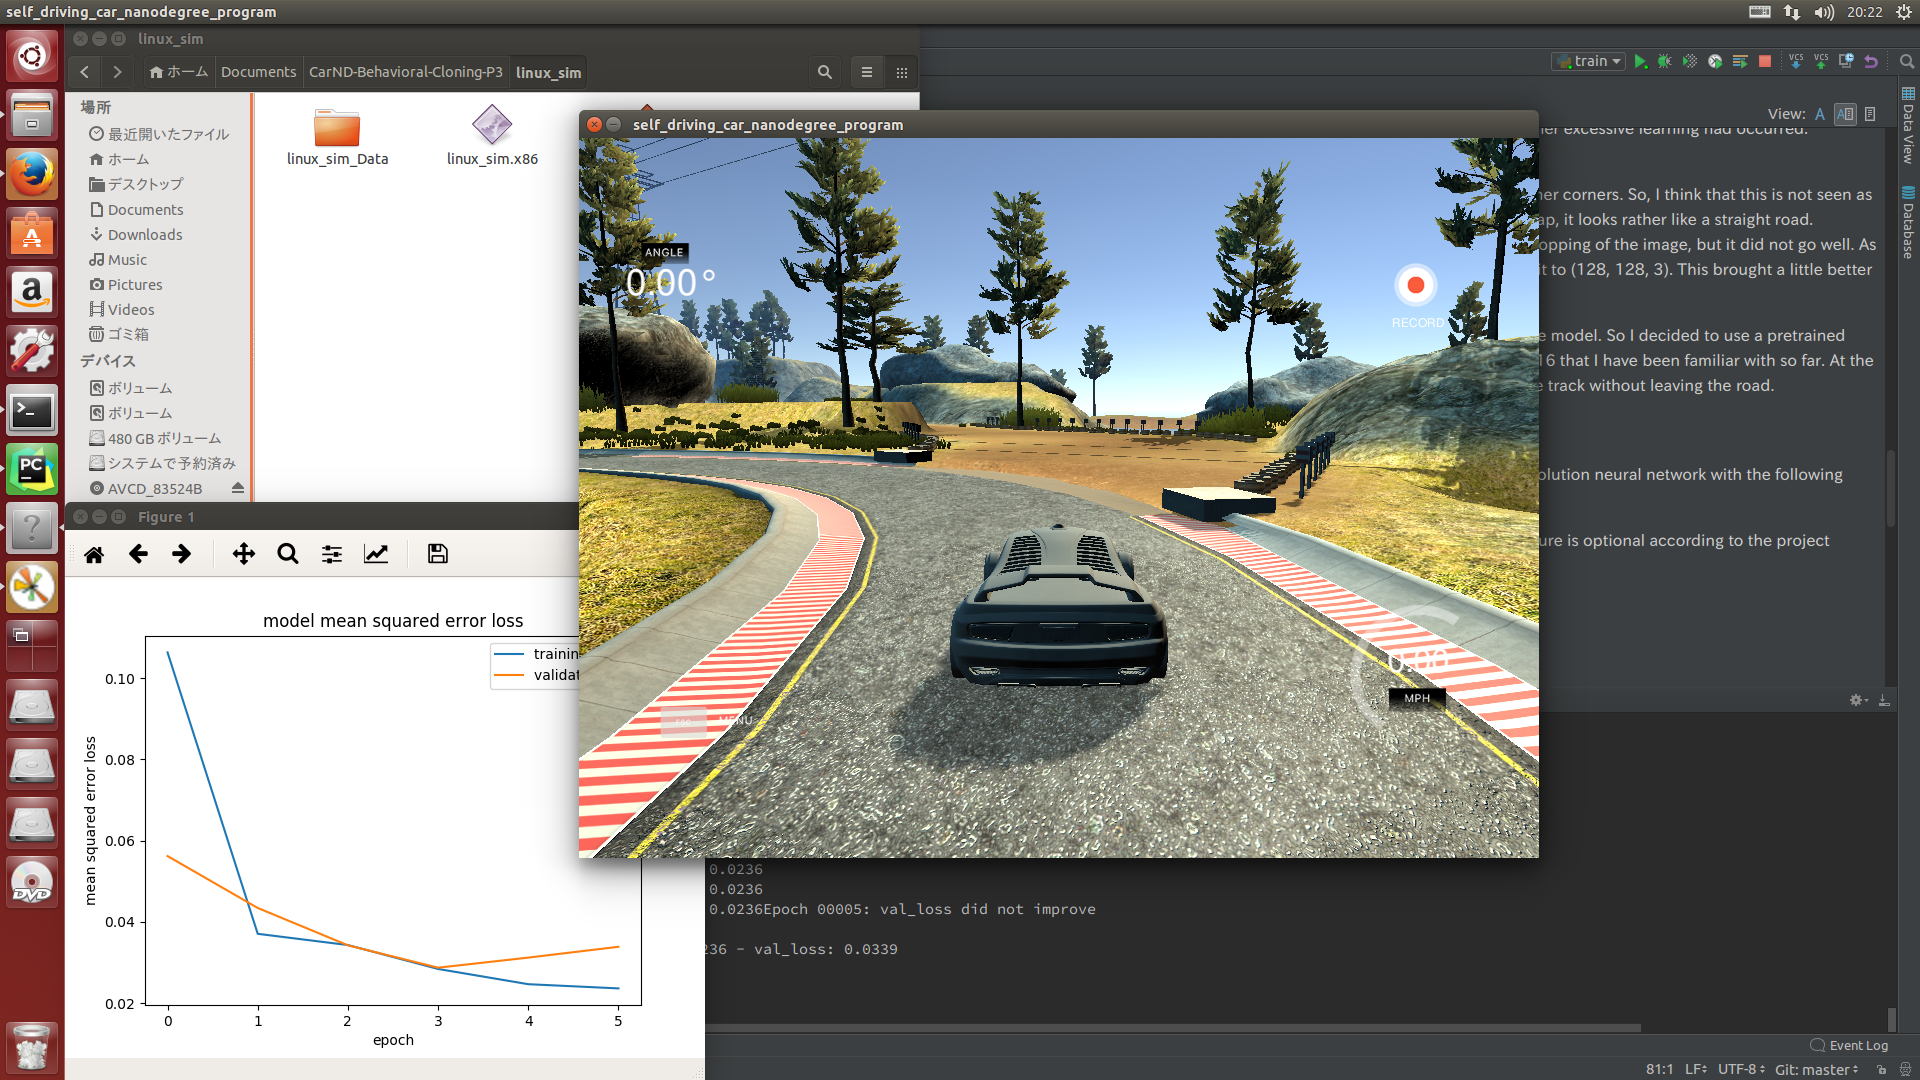 self_driving_car_nanodegree_program
20:22
linux_sim
ホーム
Documents
CarND-Behavioral-Cloning-P3
linux_sim
場所
最近開いたファイル
ホーム
デスクトップ
Documents
Downloads
Music
Pictures
Videos
ゴミ箱
デバイス
ボリューム
ボリューム
480 GB ボリューム
システムで予約済み
AVCD_83524B
linux_sim_Data
linux_sim.x86
train
VCS
VCS
View:
Data View
Database
her excessive learning had occurred.
ner corners. So, I think that this is not seen as
ap, it looks rather like a straight road.
opping of the image, but it did not go well. As
it to (128, 128, 3). This brought a little better
e model. So I decided to use a pretrained
16 that I have been familiar with so far. At the
e track without leaving the road.
olution neural network with the following
ure is optional according to the project
self_driving_car_nanodegree_program
ANGLE
0.00°
RECORD
MENU
0.00
MPH
Figure 1
model mean squared error loss
trainin
validat
mean squared error loss
0.10
0.08
0.06
0.04
0.02
0
1
2
3
4
5
epoch
0.0236
0.0236
0.0236Epoch 00005: val_loss did not improve
236 - val_loss: 0.0339
Event Log
81:1
LF
UTF-8
Git: master
PC
DVD